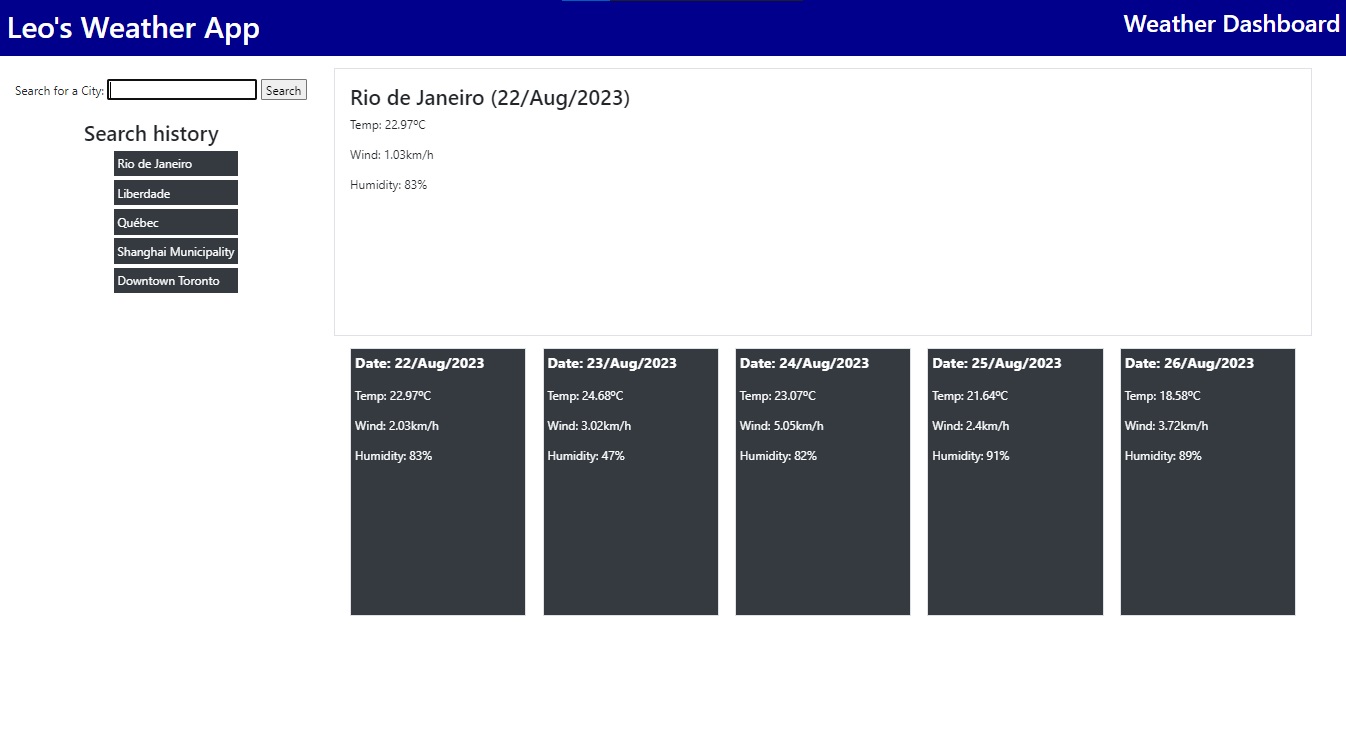 Leo's Weather App
Weather Dashboard
Search for a City:
Search
Search history
Rio de Janeiro
Liberdade
Québec
Shanghai Municipality
Downtown Toronto
Rio de Janeiro (22/Aug/2023)
Temp: 22.97ºC
Wind: 1.03km/h
Humidity: 83%
Date: 22/Aug/2023
Temp: 22.97ºC
Wind: 2.03km/h
Humidity: 83%
Date: 23/Aug/2023
Temp: 24.68ºC
Wind: 3.02km/h
Humidity: 47%
Date: 24/Aug/2023
Temp: 23.07ºC
Wind: 5.05km/h
Humidity: 82%
Date: 25/Aug/2023
Temp: 21.64ºC
Wind: 2.4km/h
Humidity: 91%
Date: 26/Aug/2023
Temp: 18.58ºC
Wind: 3.72km/h
Humidity: 89%